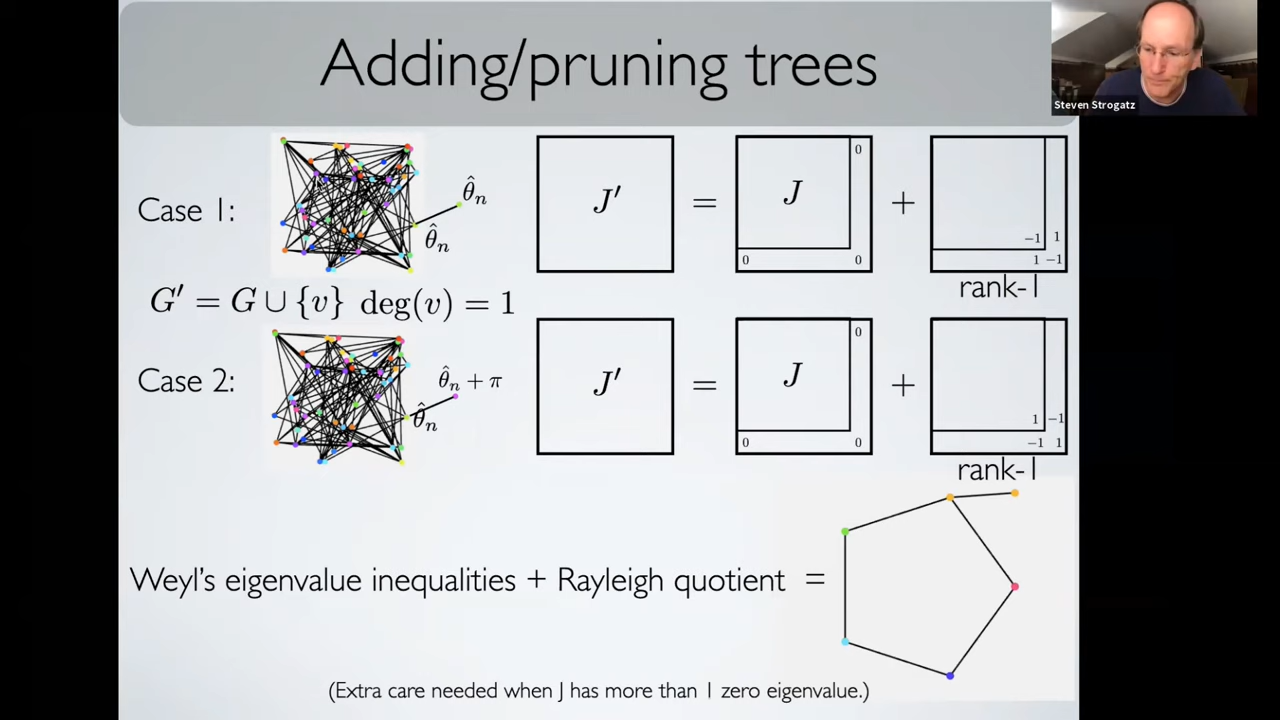 Adding/pruning trees
Steven Strogatz
Case 1:
θ̂ₙ
θ̂ₙ
J′ = J 0 0 0 + −1 1 1 −1
rank-1
G′ = G ∪ {v} deg(v) = 1
Case 2:
θ̂ₙ + π
θ̂ₙ
J′ = J 0 0 0 + 1 −1 −1 1
rank-1
Weyl's eigenvalue inequalities + Rayleigh quotient =
(Extra care needed when J has more than 1 zero eigenvalue.)